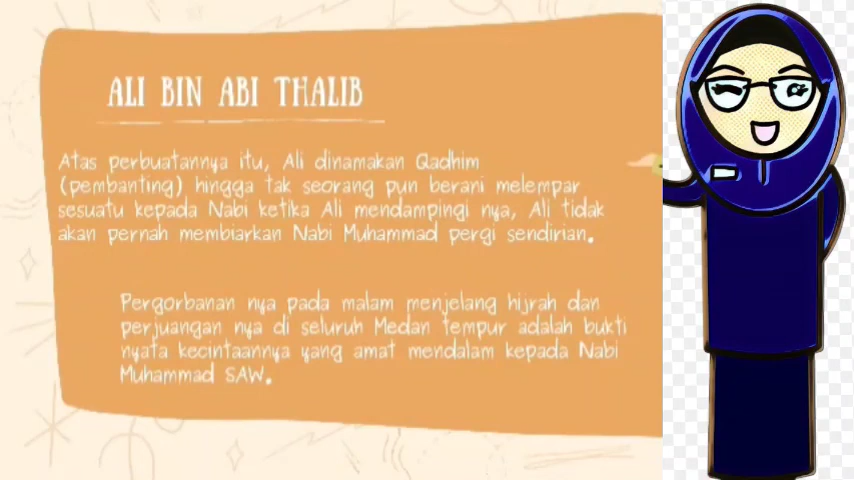 ALI BIN ABI THALIB
Atas perbuatannya itu, Ali dinamakan Qadhim
(pembanting) hingga tak seorang pun berani melempar
sesuatu kepada Nabi ketika Ali mendampingi nya, Ali tidak
akan pernah membiarkan Nabi Muhammad pergi sendirian.
Pergorbanan nya pada malam menjelang hijrah dan
perjuangan nya di seluruh Medan tempur adalah bukti
nyata kecintaannya yang amat mendalam kepada Nabi
Muhammad SAW.